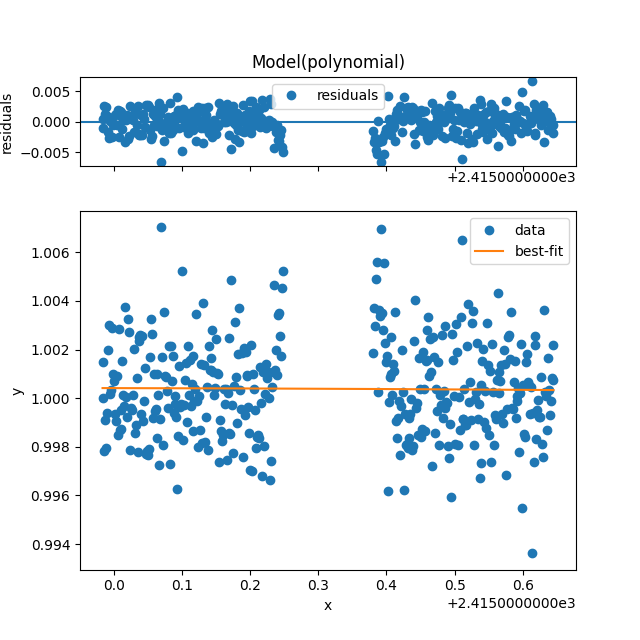 Model(polynomial)
residuals
0.005
0.000
−0.005
residuals
+2.4150000000e3
y
1.006
1.004
1.002
1.000
0.998
0.996
0.994
data
best-fit
0.0 0.1 0.2 0.3 0.4 0.5 0.6
x
+2.4150000000e3